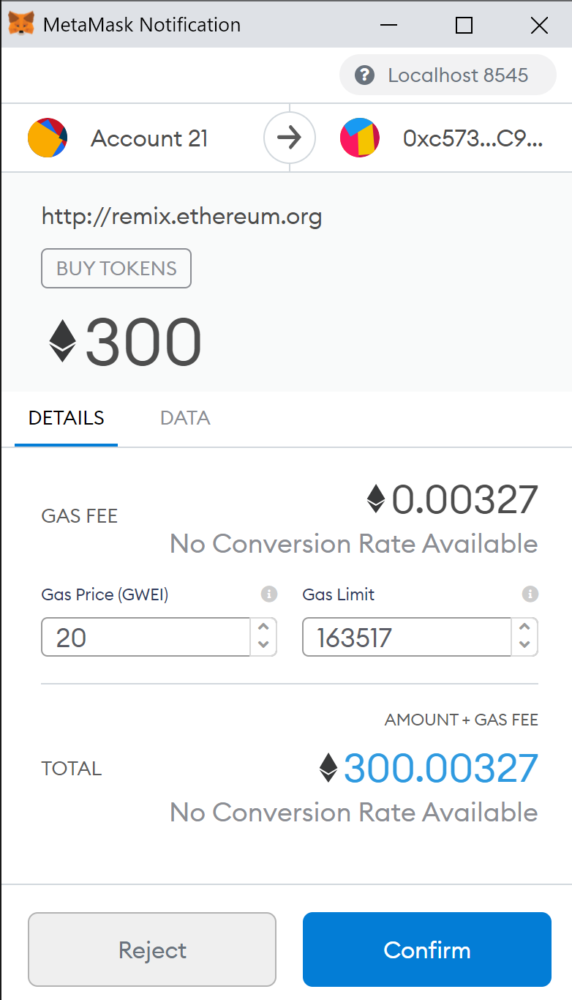 MetaMask Notification
Localhost 8545
Account 21
0xc573...C9...
http://remix.ethereum.org
BUY TOKENS
300
DETAILS DATA
GAS FEE
0.00327
No Conversion Rate Available
Gas Price (GWEI) Gas Limit
20 163517
AMOUNT + GAS FEE
TOTAL
300.00327
No Conversion Rate Available
Reject Confirm